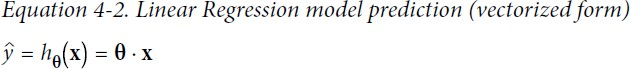 Equation 4-2. Linear Regression model prediction (vectorized form)
ŷ = hθ(x) = θ · x